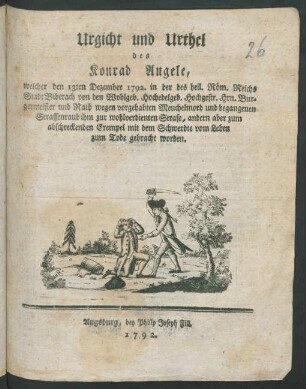 Urgicht und Urthel
des
Konrad Angele,
welcher den 13ten Dezember 1792. in der des heil. Röm. Reichs
Stadt Biberach von den Wohlgeb. Hochedelgeb. Hochgestr. Hrn. Bur-
germeister und Rath wegen vorgehabten Meuchelmord und begangenen
Strassenraub ihm zur wohlverdienten Strafe, andern aber zum
abschreckenden Exempel mit dem Schwerdte vom Leben
zum Tode gebracht worden.
26
Augsburg, bey Philip Joseph Fill.
1792.